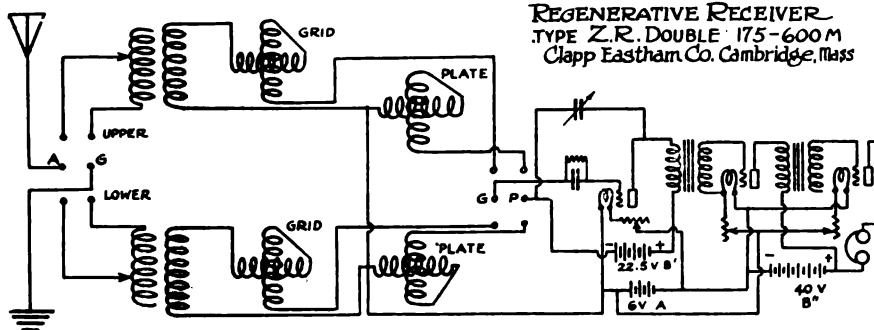 REGENERATIVE RECEIVER
TYPE Z.R. DOUBLE 175-600 M
Clapp Eastham Co. Cambridge, Mass
GRID
PLATE
UPPER
A G
LOWER
G P
GRID
PLATE
- +
22.5 V B'
6V A
- +
40 V
B"